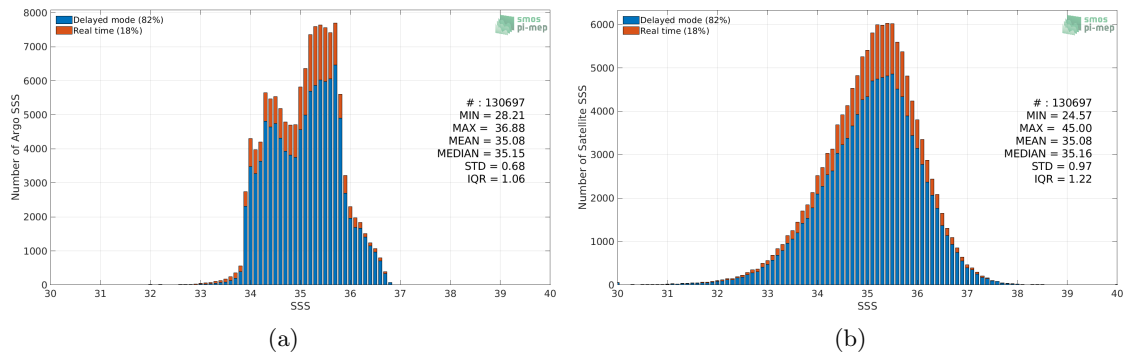 Delayed mode (82%)
Real time (18%)
smos
pi-mep
8000
7000
6000
5000
4000
3000
2000
1000
0
Number of Argo SSS
# : 130697
MIN = 28.21
MAX = 36.88
MEAN = 35.08
MEDIAN = 35.15
STD = 0.68
IQR = 1.06
30 31 32 33 34 35 36 37 38 39 40
SSS
(a)
Delayed mode (82%)
Real time (18%)
smos
pi-mep
6000
5000
4000
3000
2000
1000
0
Number of Satellite SSS
# : 130697
MIN = 24.57
MAX = 45.00
MEAN = 35.08
MEDIAN = 35.16
STD = 0.97
IQR = 1.22
30 31 32 33 34 35 36 37 38 39 40
SSS
(b)